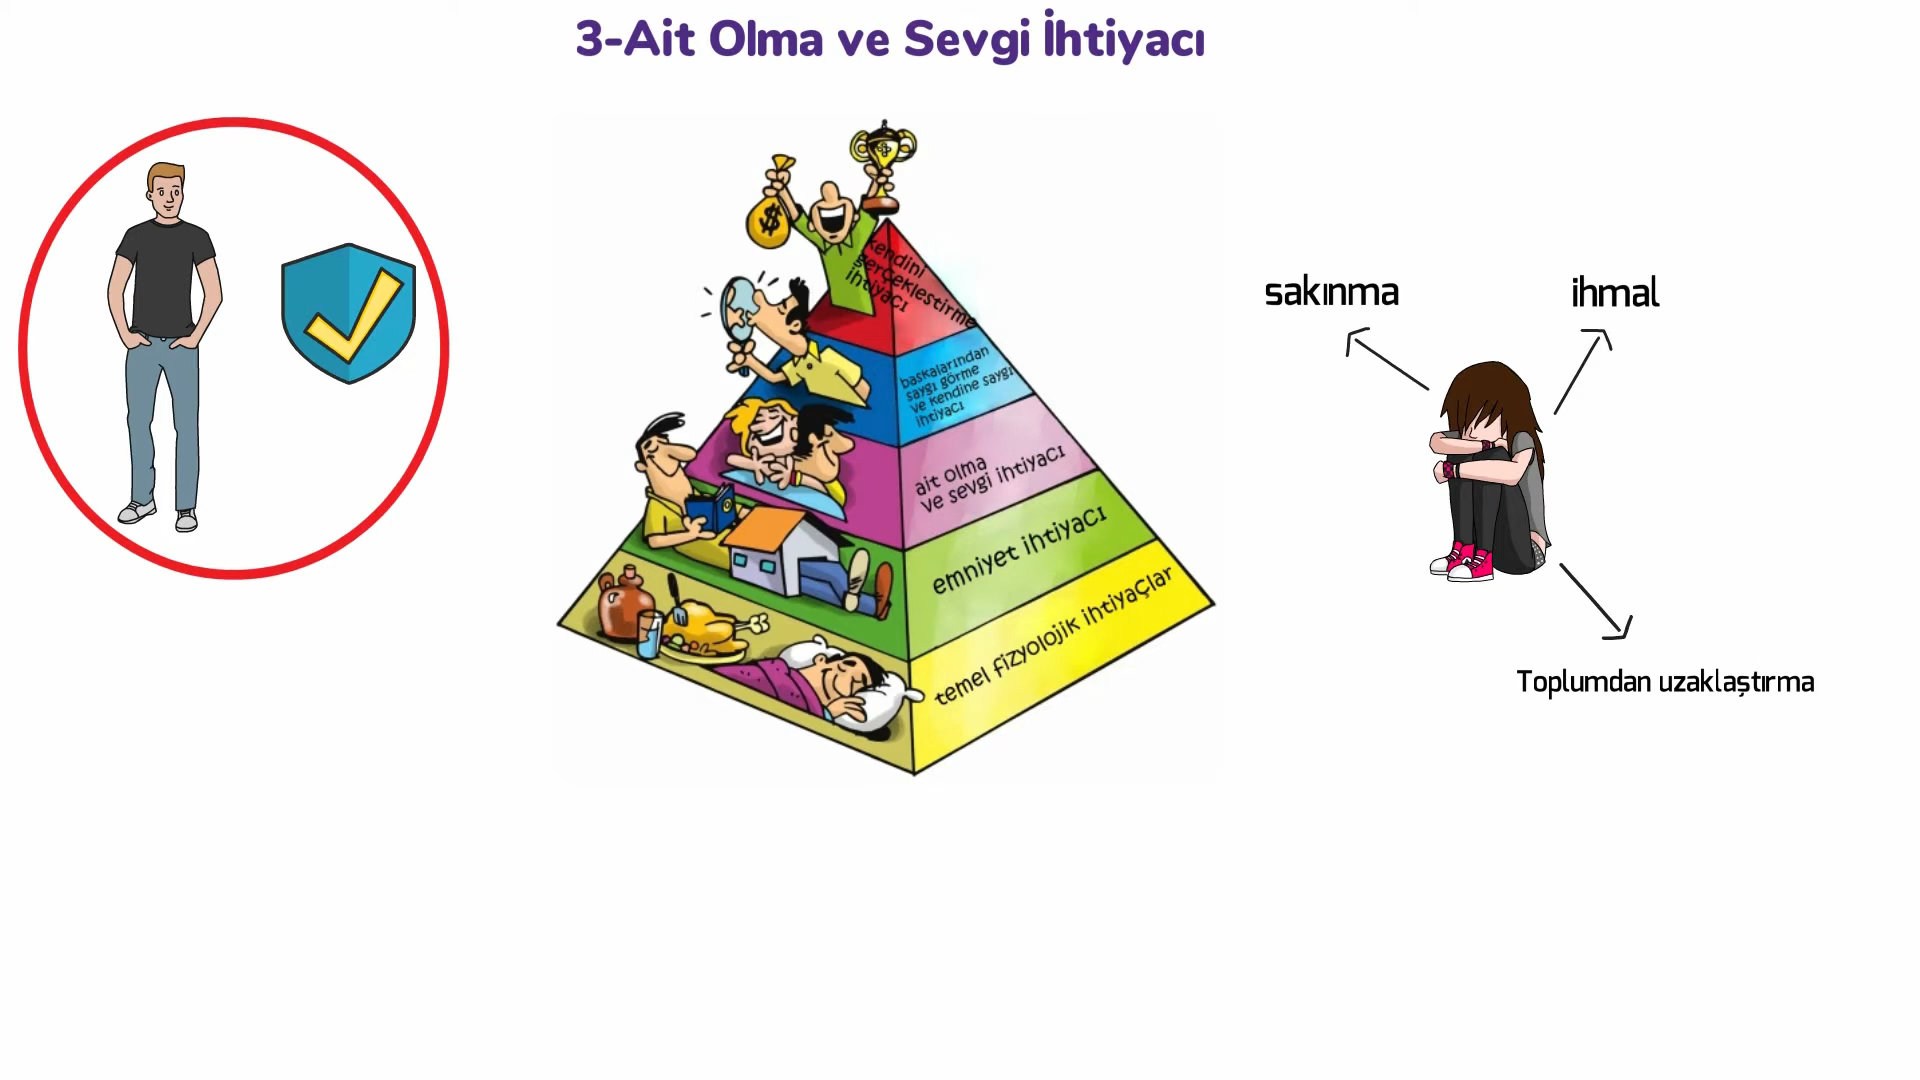 3-Ait Olma ve Sevgi İhtiyacı
kendini
gerçekleştirme
ihtiyacı
başkalarından
saygı görme
ve kendine saygı
ihtiyacı
ait olma
ve sevgi ihtiyacı
emniyet ihtiyacı
temel fizyolojik ihtiyaçlar
sakınma
ihmal
Toplumdan uzaklaştırma